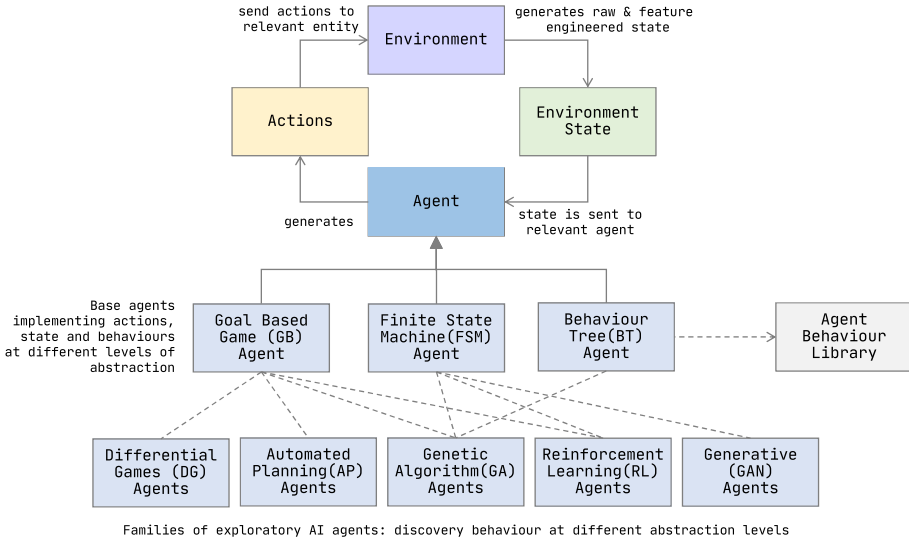 send actions to
relevant entity
Environment
generates raw & feature
engineered state
Actions
Environment
State
Agent
generates
state is sent to
relevant agent
Base agents
implementing actions,
state and behaviours
at different levels of
abstraction
Goal Based
Game (GB)
Agent
Finite State
Machine(FSM)
Agent
Behaviour
Tree(BT)
Agent
Agent
Behaviour
Library
Differential
Games (DG)
Agents
Automated
Planning(AP)
Agents
Genetic
Algorithm(GA)
Agents
Reinforcement
Learning(RL)
Agents
Generative
(GAN)
Agents
Families of exploratory AI agents: discovery behaviour at different abstraction levels